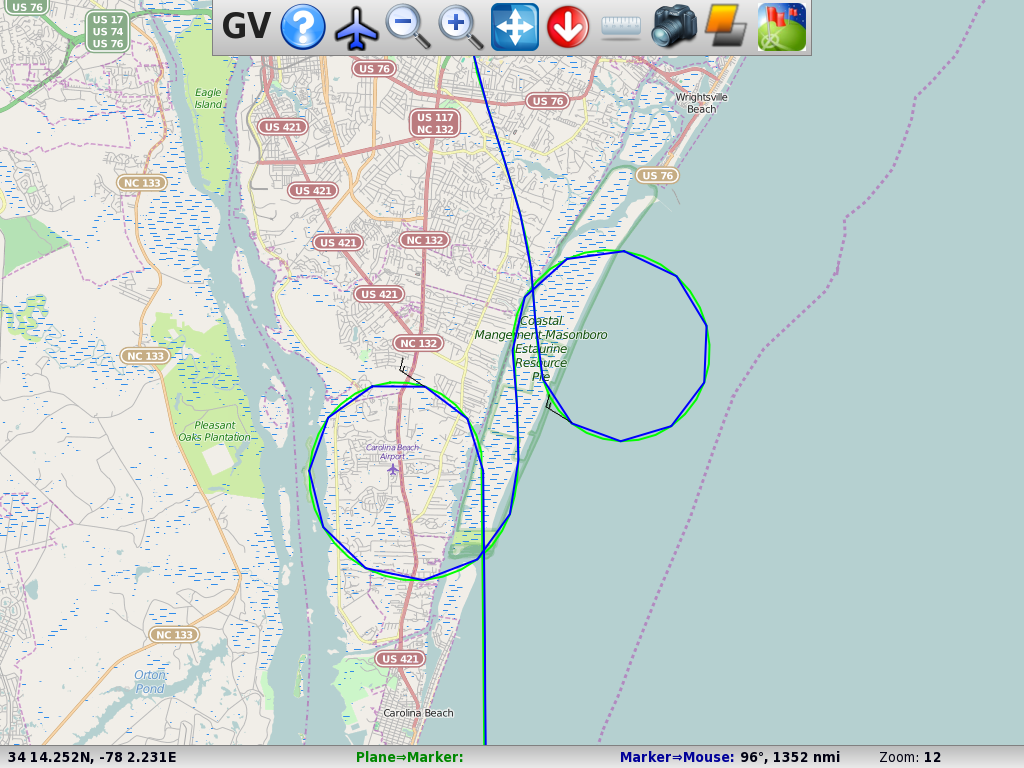 US 76
US 17
US 74
US 76
GV
US 76
Wrightsville
Beach
Eagle
Island
US 76
US 421
US 117
NC 132
US 76
NC 133
US 421
US 421
NC 132
US 421
Coastal
Mangement-Masonboro
Estaurine
Resource
Pre
NC 132
NC 133
Pleasant
Oaks Plantation
Carolina Beach
Airport
NC 133
US 421
Orton
Pond
Carolina Beach
34 14.252N, -78 2.231E
Plane⇒Marker:
Marker⇒Mouse: 96°, 1352 nmi
Zoom: 12